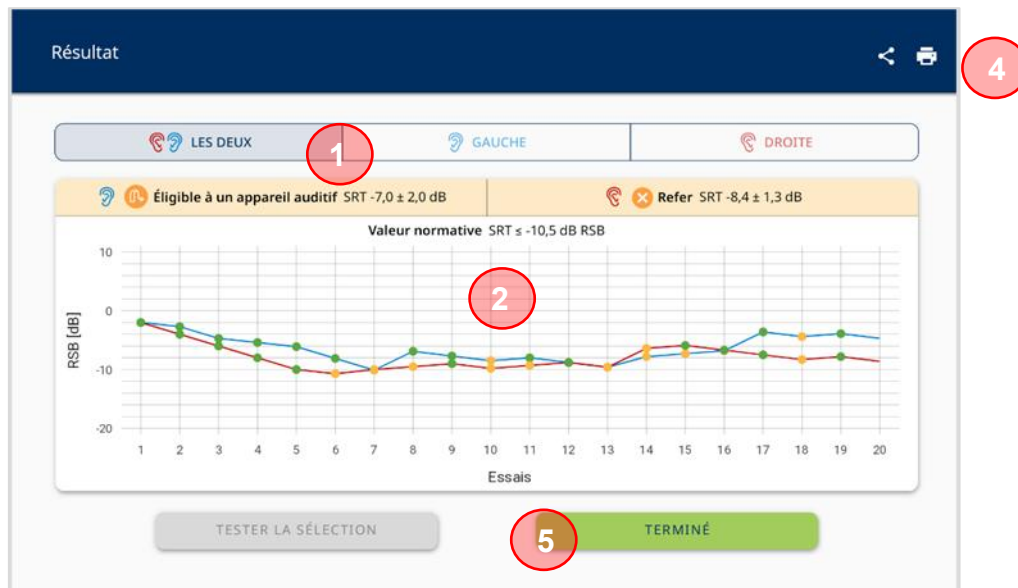 Résultat
4
LES DEUX
1
GAUCHE
DROITE
Éligible à un appareil auditif SRT -7,0 ± 2,0 dB
Refer SRT -8,4 ± 1,3 dB
Valeur normative SRT ≤ -10,5 dB RSB
10
0
-10
-20
RSB [dB]
2
1 2 3 4 5 6 7 8 9 10 11 12 13 14 15 16 17 18 19 20
Essais
TESTER LA SÉLECTION
5
TERMINÉ